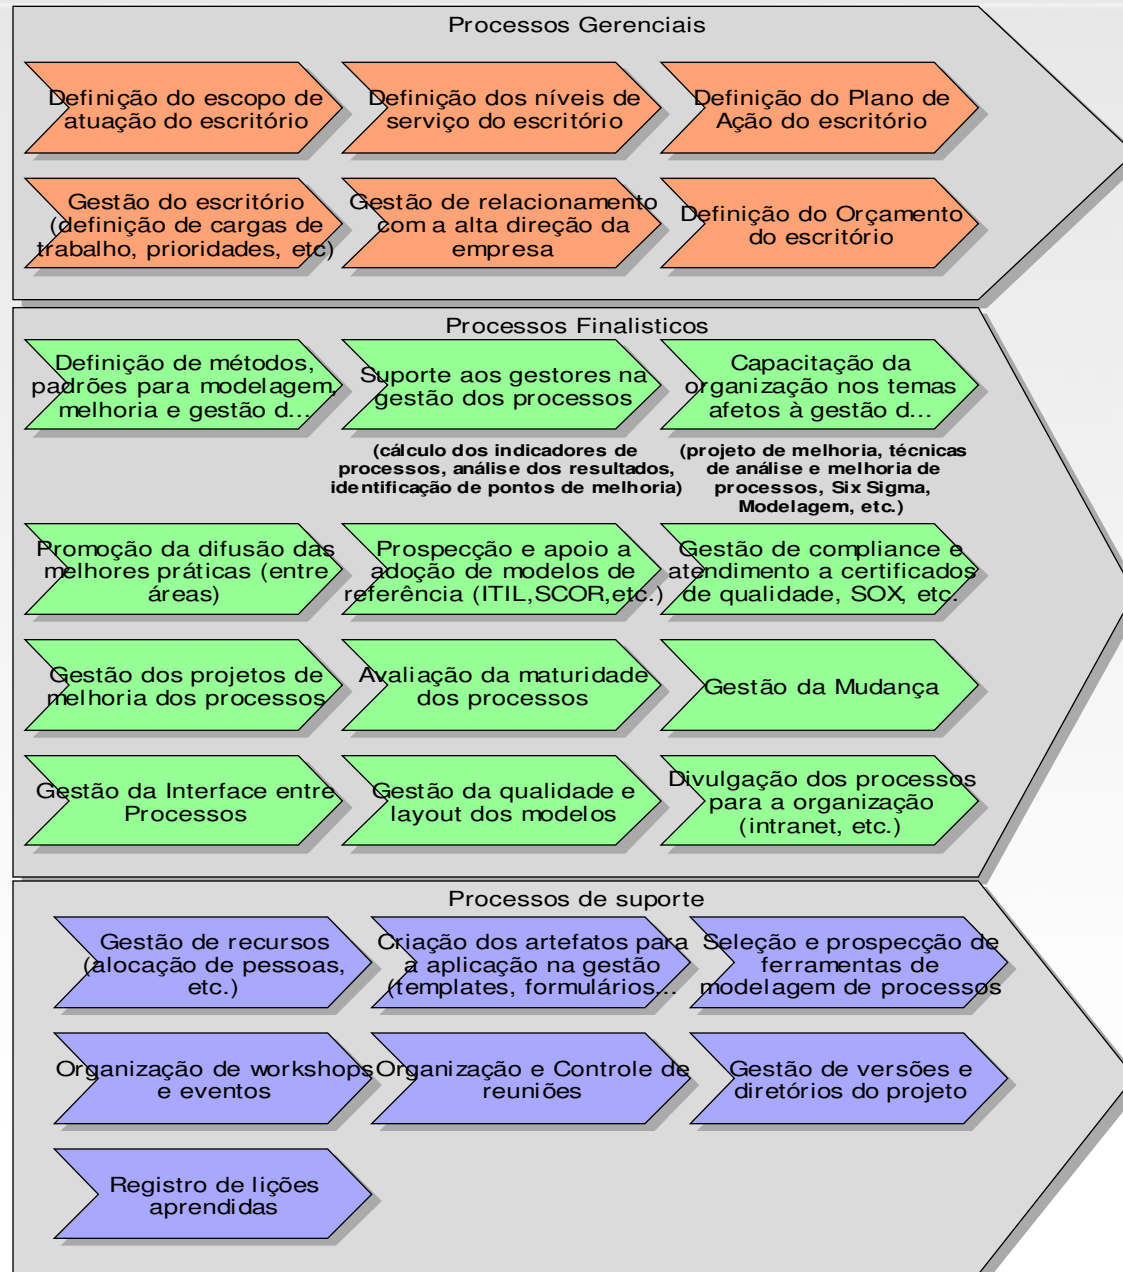 Processos Gerenciais
Definição do escopo de
atuação do escritório
Definição dos níveis de
serviço do escritório
Definição do Plano de
Ação do escritório
Gestão do escritório
(definição de cargas de
trabalho, prioridades, etc)
Gestão de relacionamento
com a alta direção da
empresa
Definição do Orçamento
do escritório
Processos Finalisticos
Definição de métodos,
padrões para modelagem,
melhoria e gestão d...
Suporte aos gestores na
gestão dos processos
Capacitação da
organização nos temas
afetos à gestão d...
(cálculo dos indicadores de
processos, análise dos resultados,
identificação de pontos de melhoria)
(projeto de melhoria, técnicas
de análise e melhoria de
processos, Six Sigma,
Modelagem, etc.)
Promoção da difusão das
melhores práticas (entre
áreas)
Prospecção e apoio a
adoção de modelos de
referência (ITIL,SCOR,etc.)
Gestão de compliance e
atendimento a certificados
de qualidade, SOX, etc.
Gestão dos projetos de
melhoria dos processos
Avaliação da maturidade
dos processos
Gestão da Mudança
Gestão da Interface entre
Processos
Gestão da qualidade e
layout dos modelos
Divulgação dos processos
para a organização
(intranet, etc.)
Processos de suporte
Gestão de recursos
(alocação de pessoas,
etc.)
Criação dos artefatos para
a aplicação na gestão
(templates, formulários...
Seleção e prospecção de
ferramentas de
modelagem de processos
Organização de workshops
e eventos
Organização e Controle de
reuniões
Gestão de versões e
diretórios do projeto
Registro de lições
aprendidas